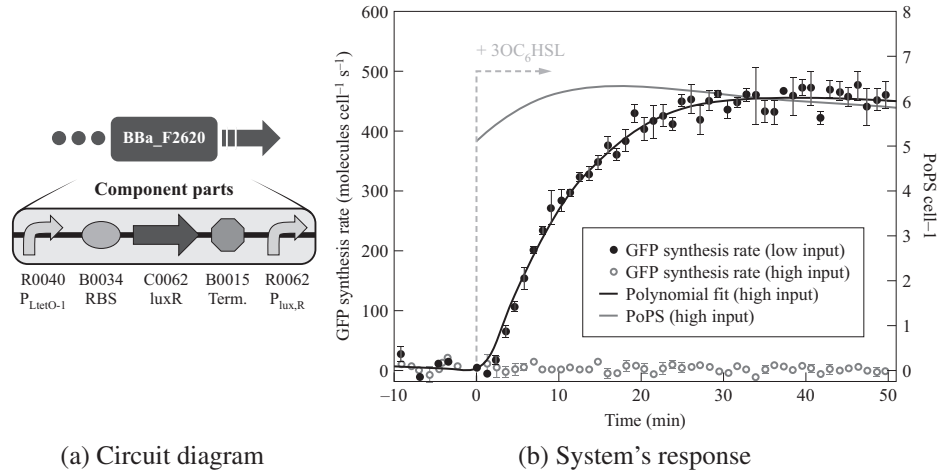 BBa_F2620
Component parts
R0040 B0034 C0062 B0015 R0062
P_LtetO-1 RBS luxR Term. P_lux,R
(a) Circuit diagram
600
500
400
300
200
100
0
GFP synthesis rate (molecules cell⁻¹ s⁻¹)
+ 3OC₆HSL
GFP synthesis rate (low input)
GFP synthesis rate (high input)
Polynomial fit (high input)
PoPS (high input)
8
7
6
5
4
3
2
1
0
PoPS cell–1
–10 0 10 20 30 40 50
Time (min)
(b) System's response